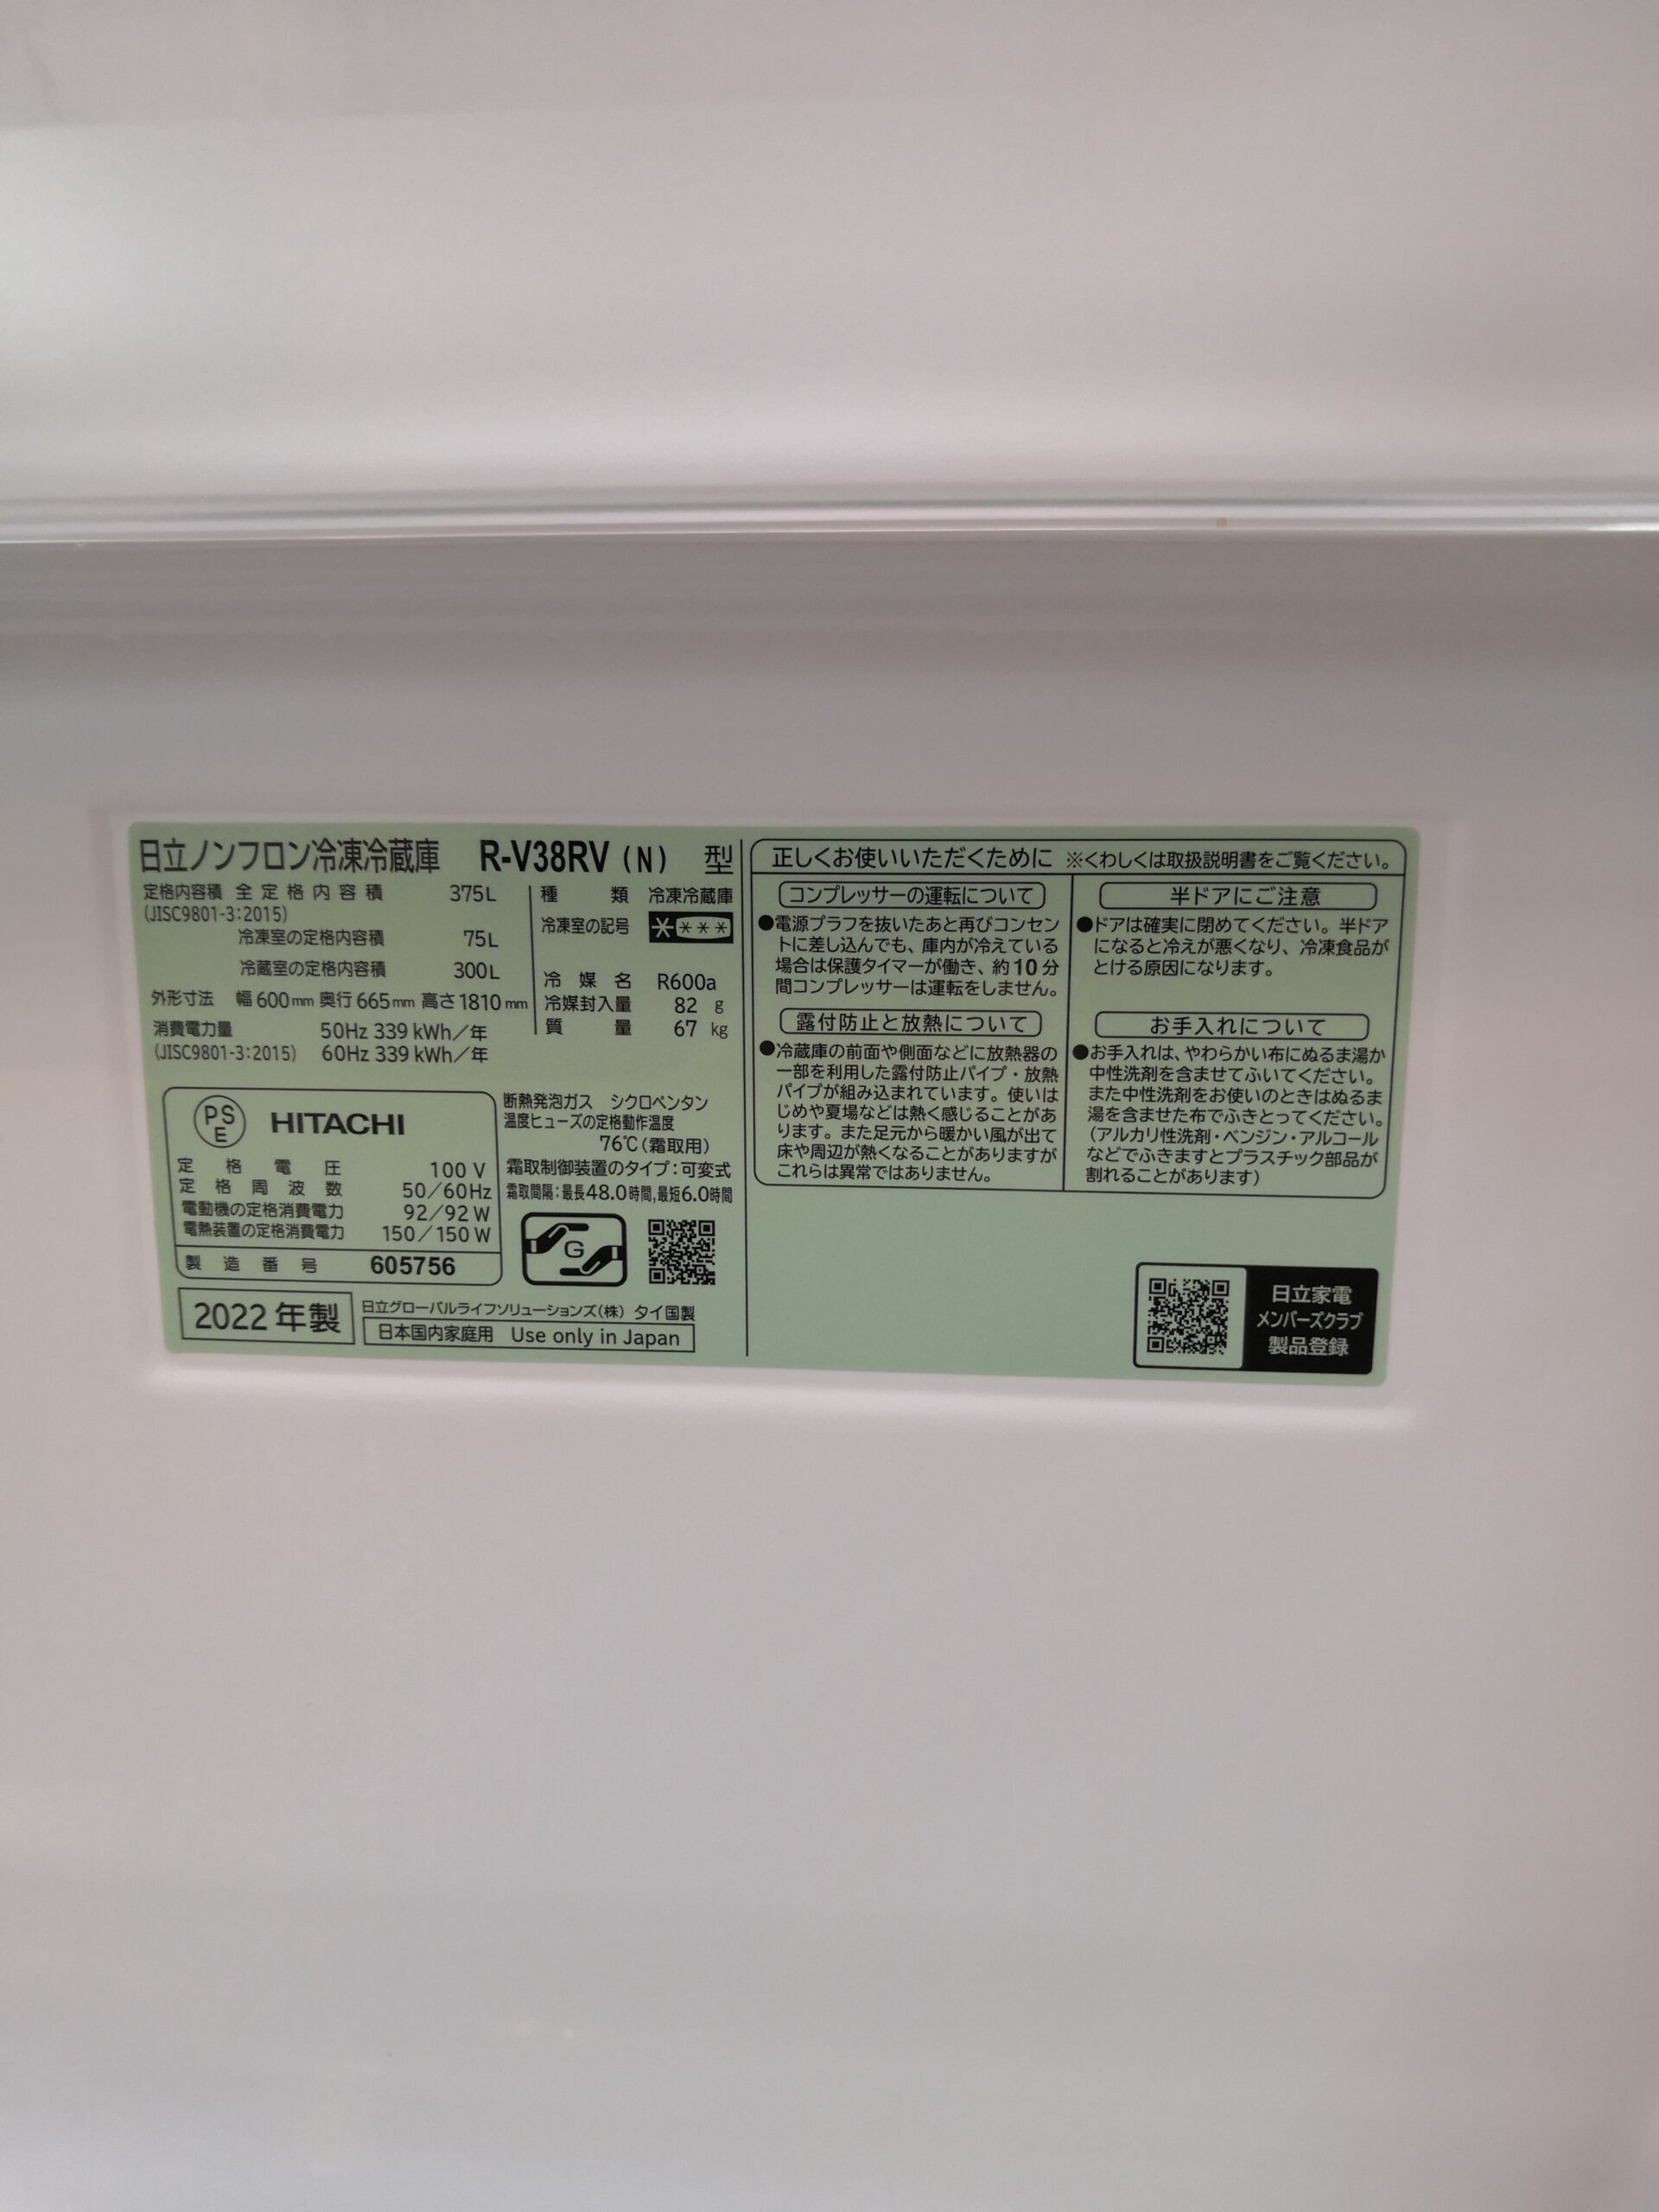 日立ノンフロン冷凍冷蔵庫 R-V38RV (N) 型
定格内容積 全定格内容積 375L
(JISC9801-3:2015)
冷凍室の定格内容積 75L
冷蔵室の定格内容積 300L
外形寸法 幅600mm 奥行665mm 高さ1810mm
消費電力量 50Hz 339 kWh／年
(JISC9801-3:2015) 60Hz 339 kWh／年
種類 冷凍冷蔵庫
冷凍室の記号 * ***
冷媒名 R600a
冷媒封入量 82 g
質量 67 kg
PS
E
HITACHI
定格電圧 100 V
定格周波数 50／60Hz
電動機の定格消費電力 92／92 W
電熱装置の定格消費電力 150／150 W
製造番号 605756
断熱発泡ガス シクロペンタン
温度ヒューズの定格動作温度
76℃(霜取用)
霜取制御装置のタイプ:可変式
霜取間隔:最長48.0時間,最短6.0時間
G
2022年製
日立グローバルライフソリューションズ(株) タイ国製
日本国内家庭用 Use only in Japan
正しくお使いいただくために ※くわしくは取扱説明書をご覧ください。
コンプレッサーの運転について
●電源プラフを抜いたあと再びコンセン
トに差し込んでも、庫内が冷えている
場合は保護タイマーが働き、約10分
間コンプレッサーは運転をしません。
露付防止と放熱について
●冷蔵庫の前面や側面などに放熱器の
一部を利用した露付防止パイプ・放熱
パイプが組み込まれています。使いは
じめや夏場などは熱く感じることがあ
ります。また足元から暖かい風が出て
床や周辺が熱くなることがありますが
これらは異常ではありません。
半ドアにご注意
●ドアは確実に閉めてください。半ドア
になると冷えが悪くなり、冷凍食品が
とける原因になります。
お手入れについて
●お手入れは、やわらかい布にぬるま湯か
中性洗剤を含ませてふいてください。
また中性洗剤をお使いのときはぬるま
湯を含ませた布でふきとってください。
(アルカリ性洗剤・ベンジン・アルコール
などでふきますとプラスチック部品が
割れることがあります)
日立家電
メンバーズクラブ
製品登録